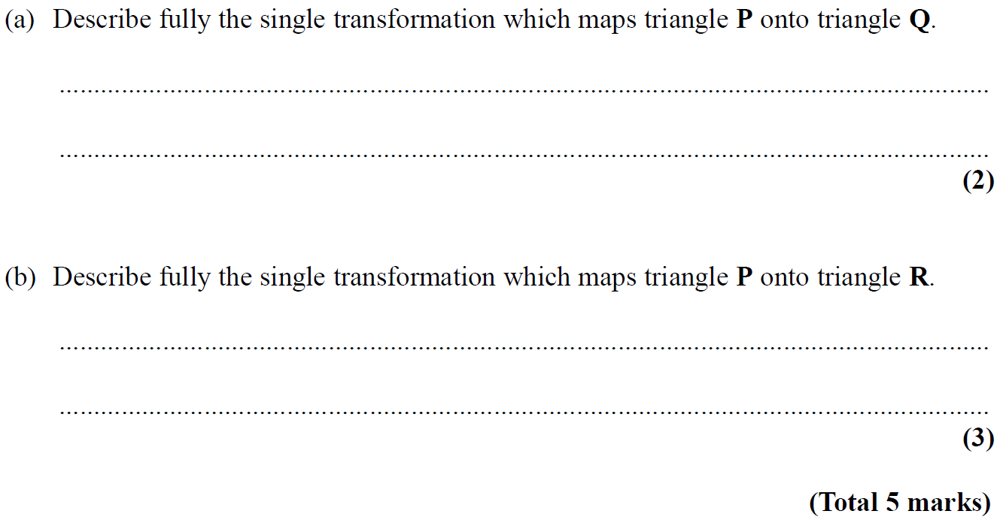 (a) Describe fully the single transformation which maps triangle P onto triangle Q.
................................................................................................................................
................................................................................................................................
(2)
(b) Describe fully the single transformation which maps triangle P onto triangle R.
................................................................................................................................
................................................................................................................................
(3)
(Total 5 marks)